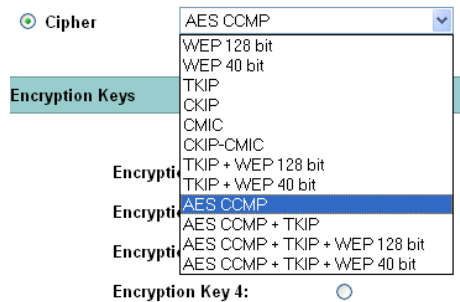 Cipher AES CCMP
WEP 128 bit
WEP 40 bit
TKIP
CKIP
Encryption Keys
CMIC
CKIP-CMIC
TKIP + WEP 128 bit
TKIP + WEP 40 bit
AES CCMP
AES CCMP + TKIP
AES CCMP + TKIP + WEP 128 bit
AES CCMP + TKIP + WEP 40 bit
Encryption Key 4: